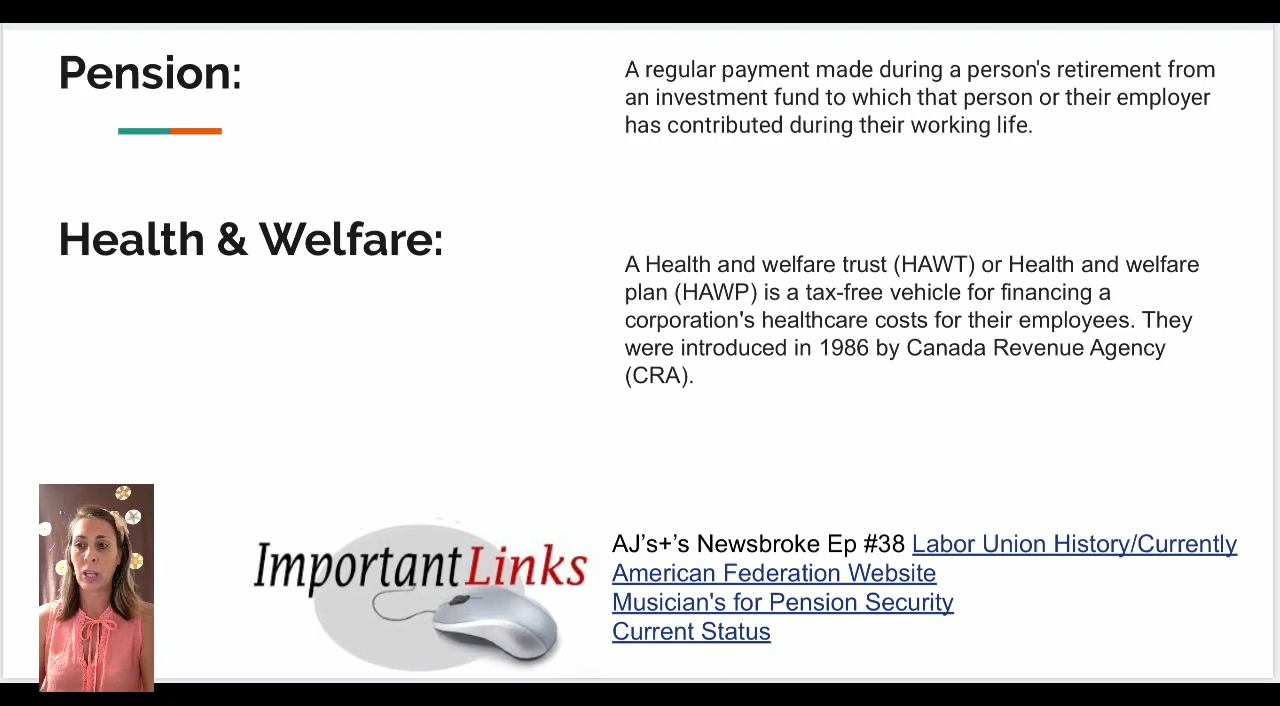 Pension:
A regular payment made during a person's retirement from
an investment fund to which that person or their employer
has contributed during their working life.
Health & Welfare:
A Health and welfare trust (HAWT) or Health and welfare
plan (HAWP) is a tax-free vehicle for financing a
corporation's healthcare costs for their employees. They
were introduced in 1986 by Canada Revenue Agency
(CRA).
Important Links
AJ’s+’s Newsbroke Ep #38 Labor Union History/Currently
American Federation Website
Musician's for Pension Security
Current Status